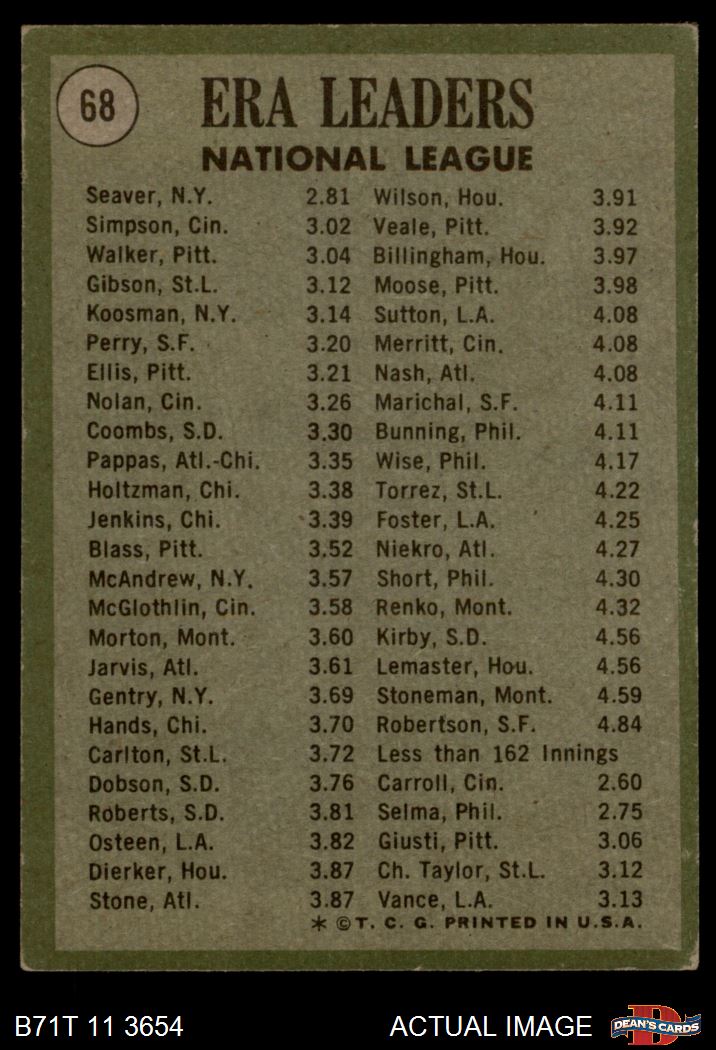 68
ERA LEADERS
NATIONAL LEAGUE
Seaver, N.Y. 2.81
Simpson, Cin. 3.02
Walker, Pitt. 3.04
Gibson, St.L. 3.12
Koosman, N.Y. 3.14
Perry, S.F. 3.20
Ellis, Pitt. 3.21
Nolan, Cin. 3.26
Coombs, S.D. 3.30
Pappas, Atl.-Chi. 3.35
Holtzman, Chi. 3.38
Jenkins, Chi. 3.39
Blass, Pitt. 3.52
McAndrew, N.Y. 3.57
McGlothlin, Cin. 3.58
Morton, Mont. 3.60
Jarvis, Atl. 3.61
Gentry, N.Y. 3.69
Hands, Chi. 3.70
Carlton, St.L. 3.72
Dobson, S.D. 3.76
Roberts, S.D. 3.81
Osteen, L.A. 3.82
Dierker, Hou. 3.87
Stone, Atl. 3.87
Wilson, Hou. 3.91
Veale, Pitt. 3.92
Billingham, Hou. 3.97
Moose, Pitt. 3.98
Sutton, L.A. 4.08
Merritt, Cin. 4.08
Nash, Atl. 4.08
Marichal, S.F. 4.11
Bunning, Phil. 4.11
Wise, Phil. 4.17
Torrez, St.L. 4.22
Foster, L.A. 4.25
Niekro, Atl. 4.27
Short, Phil. 4.30
Renko, Mont. 4.32
Kirby, S.D. 4.56
Lemaster, Hou. 4.56
Stoneman, Mont. 4.59
Robertson, S.F. 4.84
Less than 162 Innings
Carroll, Cin. 2.60
Selma, Phil. 2.75
Giusti, Pitt. 3.06
Ch. Taylor, St.L. 3.12
Vance, L.A. 3.13
* © T. C. G. PRINTED IN U.S.A.
B71T 11 3654 ACTUAL IMAGE
DEAN'S CARDS